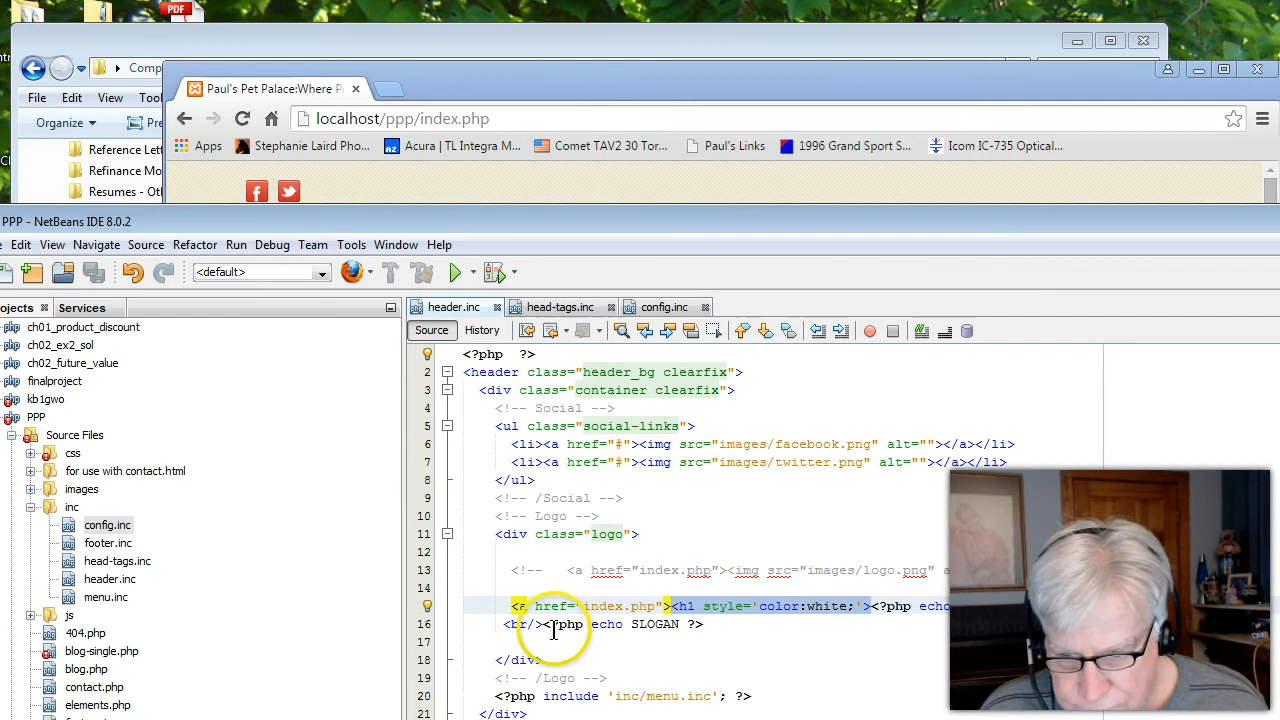 PDF
Comp
File Edit View Tool
Organize Pre
Reference Lett
Refinance Mo
Resumes - Oth
Paul's Pet Palace:Where P
localhost/ppp/index.php
Apps Stephanie Laird Pho... Acura | TL Integra M... Comet TAV2 30 Tor... Paul's Links 1996 Grand Sport S... Icom IC-735 Optical...
PPP - NetBeans IDE 8.0.2
Edit View Navigate Source Refactor Run Debug Team Tools Window Help
<default>
rojects Services
header.inc head-tags.inc config.inc
Source History
ch01_product_discount
ch02_ex2_sol
ch02_future_value
finalproject
kb1gwo
PPP
Source Files
css
for use with contact.html
images
inc
config.inc
footer.inc
head-tags.inc
header.inc
menu.inc
js
404.php
blog-single.php
blog.php
contact.php
elements.php
<?php ?>
2 <header class="header_bg clearfix">
3 <div class="container clearfix">
4 <!-- Social -->
5 <ul class="social-links">
6 <li><a href="#"><img src="images/facebook.png" alt=""></a></li>
7 <li><a href="#"><img src="images/twitter.png" alt=""></a></li>
8 </ul>
9 <!-- /Social -->
10 <!-- Logo -->
11 <div class="logo">
12
13 <!-- <a href="index.php"><img src="images/logo.png" a
14
<a href="index.php"><h1 style='color:white;'><?php echo
16 <br/><?php echo SLOGAN ?>
17
18 </div>
19 <!-- /Logo -->
20 <?php include 'inc/menu.inc'; ?>
21 </div>